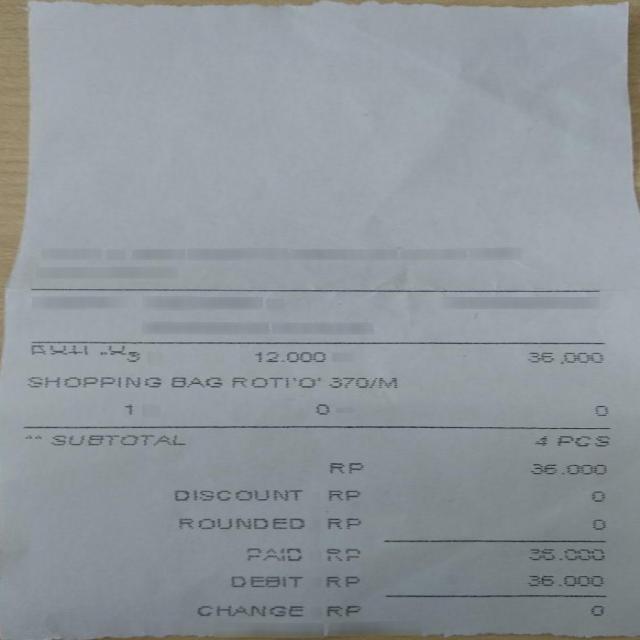 3 12.000 36,000
SHOPPING BAG ROTI'O' 370/M
1 0 0
** SUBTOTAL 4 PCS
RP 36.000
DISCOUNT RP 0
ROUNDED RP 0
PAID RP 36.000
DEBIT RP 36.000
CHANGE RP 0